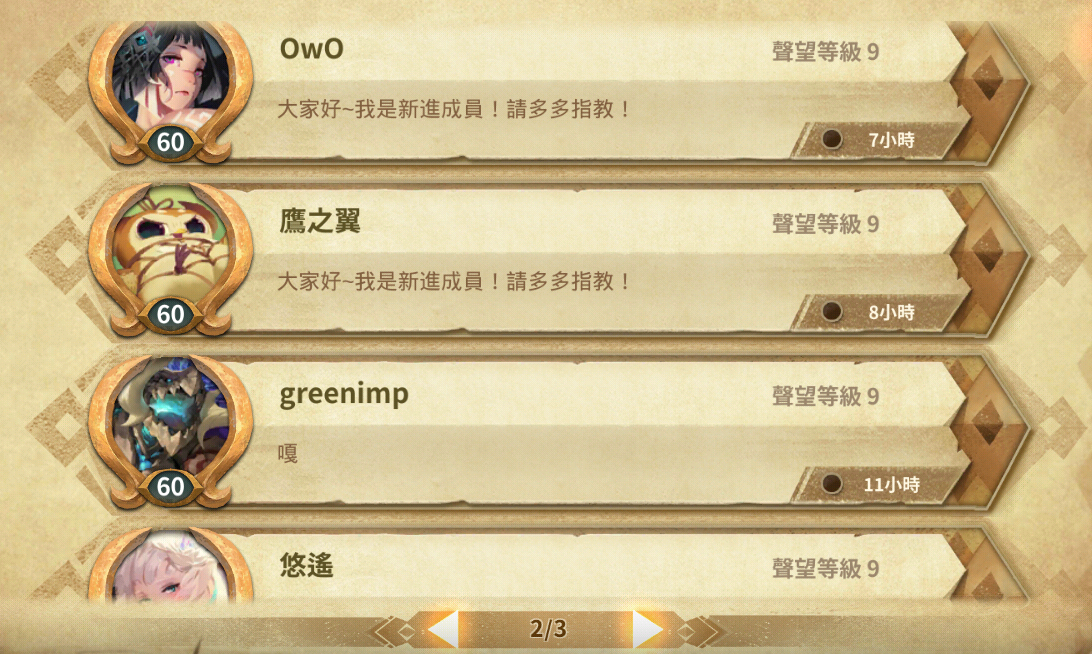 OwO
聲望等級 9
大家好~我是新進成員！請多多指教！
60
7小時
鷹之翼
聲望等級 9
大家好~我是新進成員！請多多指教！
60
8小時
greenimp
聲望等級 9
嘎
60
11小時
悠遙
聲望等級 9
2/3